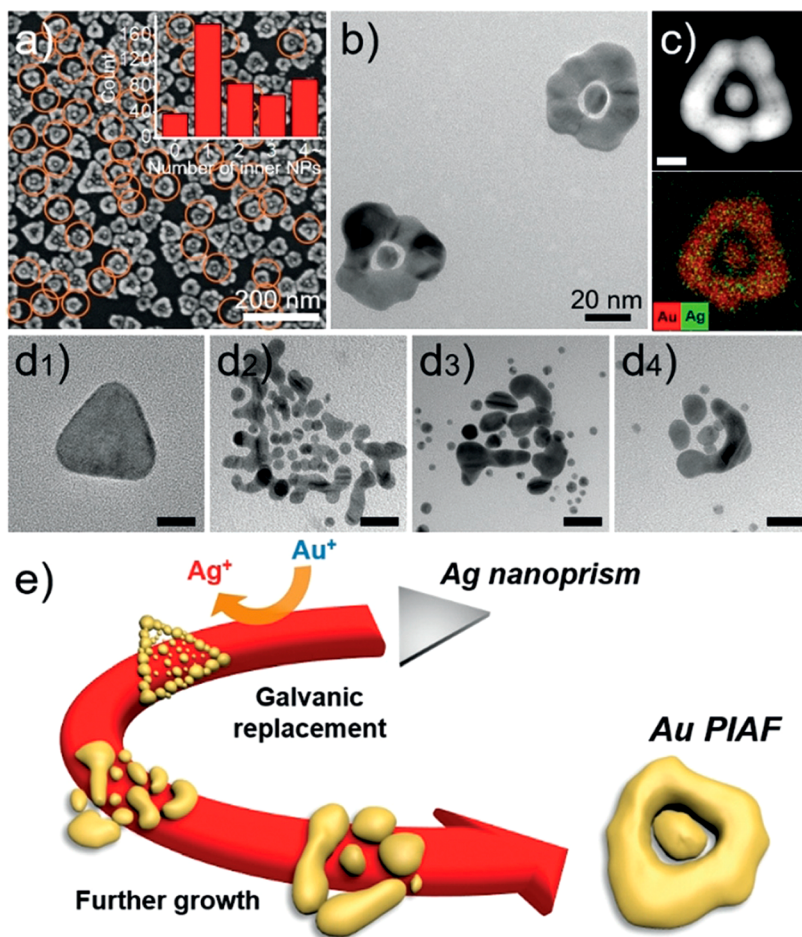 a)
Count
160
120
80
40
0
0 1 2 3 4~
Number of inner NPs
200 nm
b)
20 nm
c)
Au Ag
d1)
d2)
d3)
d4)
e)
Ag+
Au+
Ag nanoprism
Galvanic
replacement
Au PIAF
Further growth